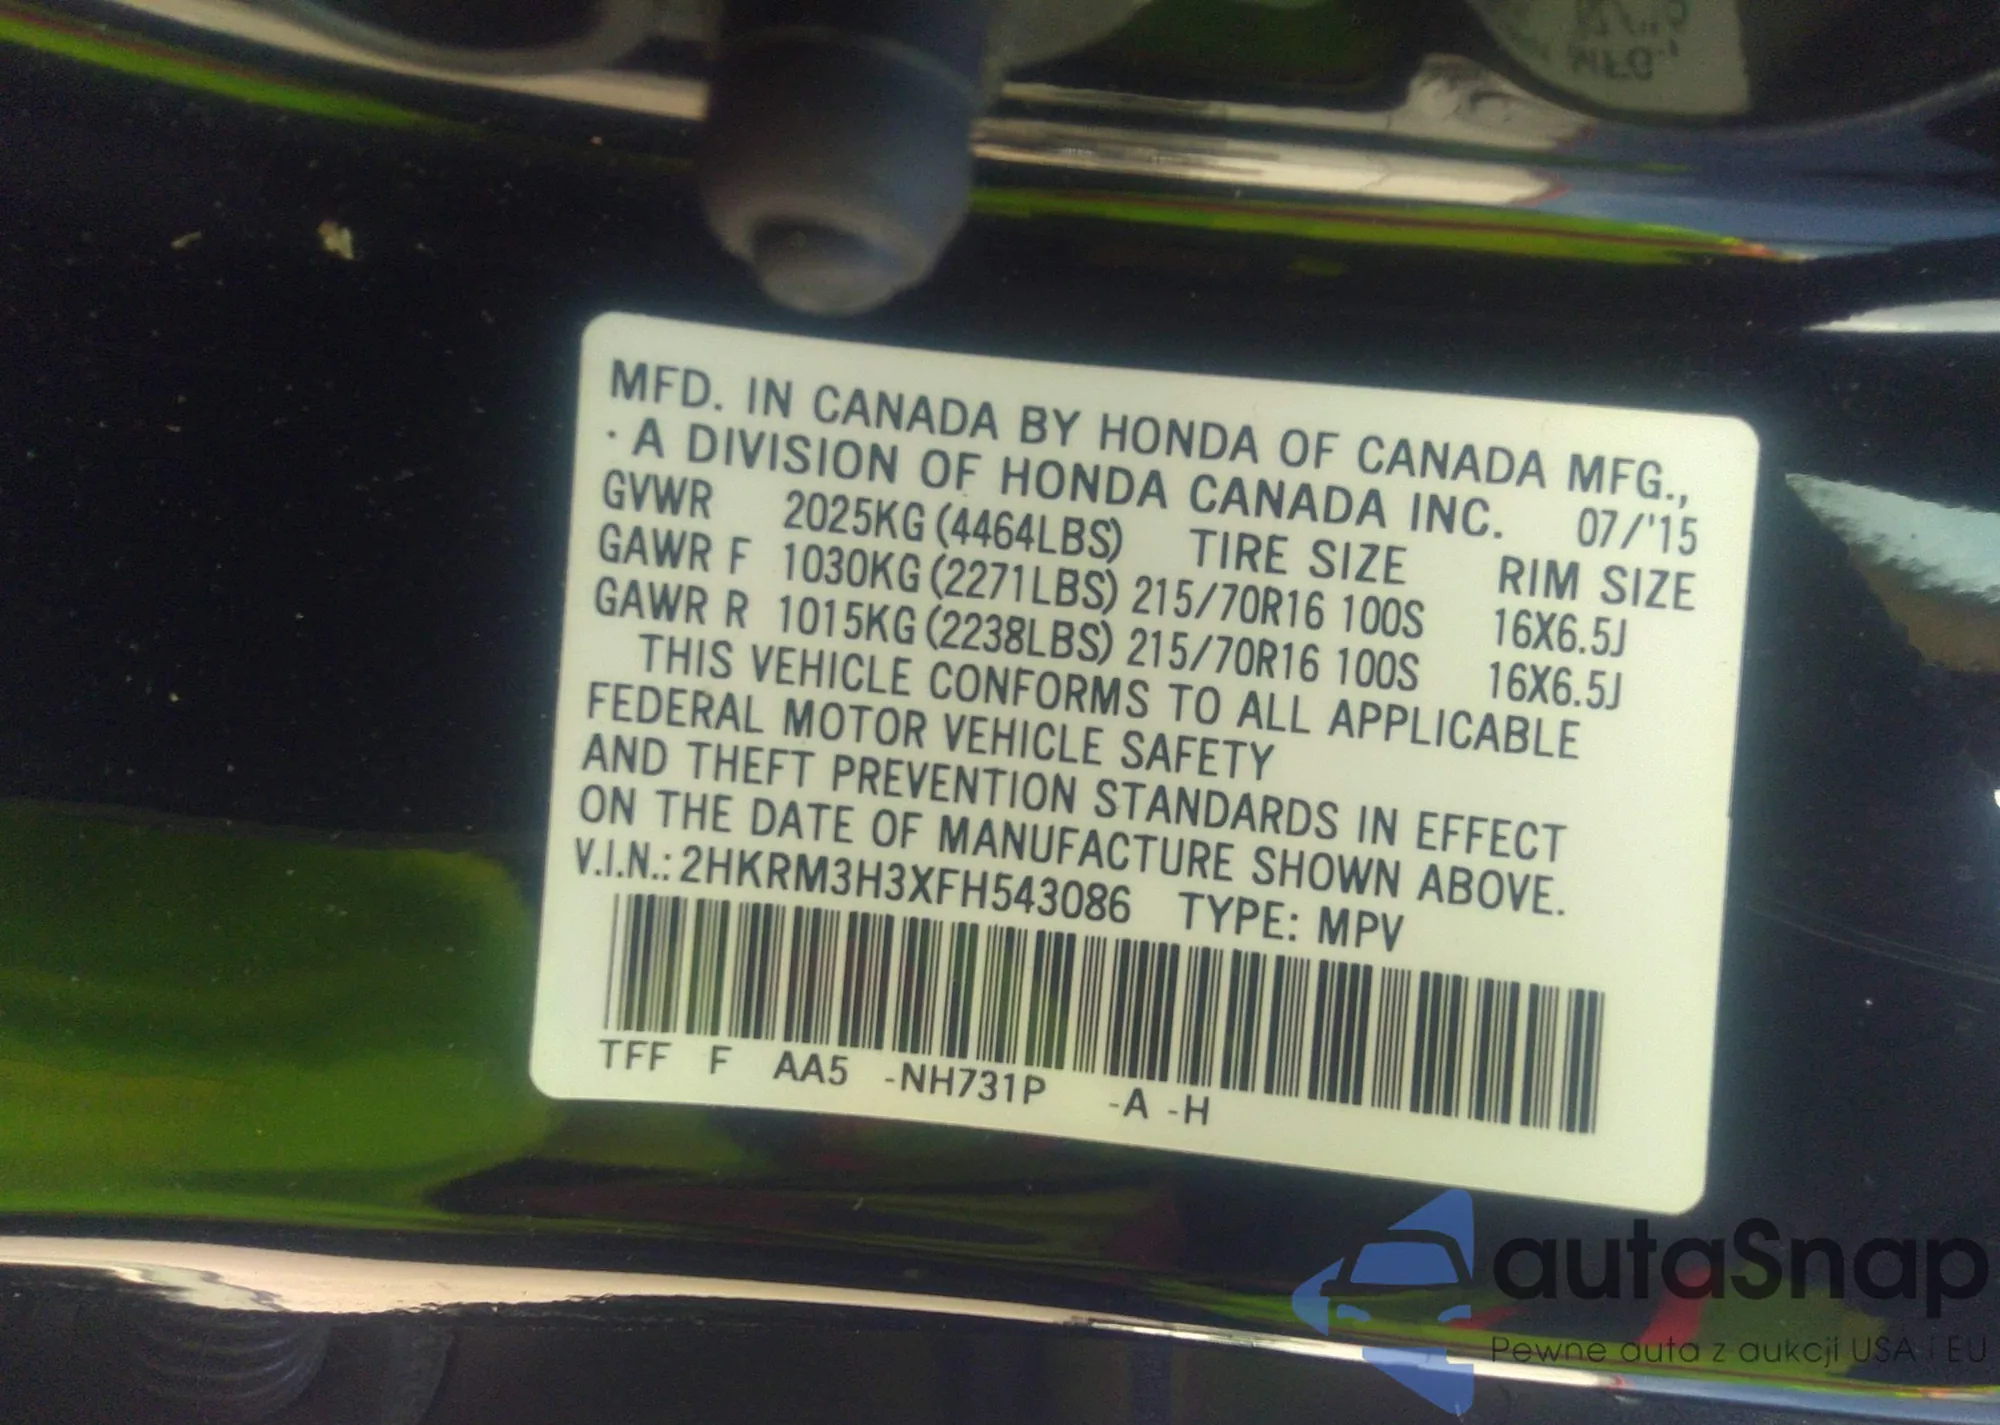 MFD. IN CANADA BY HONDA OF CANADA MFG.,
· A DIVISION OF HONDA CANADA INC. 07/'15
GVWR 2025KG (4464LBS) TIRE SIZE RIM SIZE
GAWR F 1030KG (2271LBS) 215/70R16 100S 16X6.5J
GAWR R 1015KG (2238LBS) 215/70R16 100S 16X6.5J
THIS VEHICLE CONFORMS TO ALL APPLICABLE
FEDERAL MOTOR VEHICLE SAFETY
AND THEFT PREVENTION STANDARDS IN EFFECT
ON THE DATE OF MANUFACTURE SHOWN ABOVE.
V.I.N.: 2HKRM3H3XFH543086 TYPE: MPV
TFF F AA5 -NH731P -A -H
autaSnap
Pewne auta z aukcji USA i EU